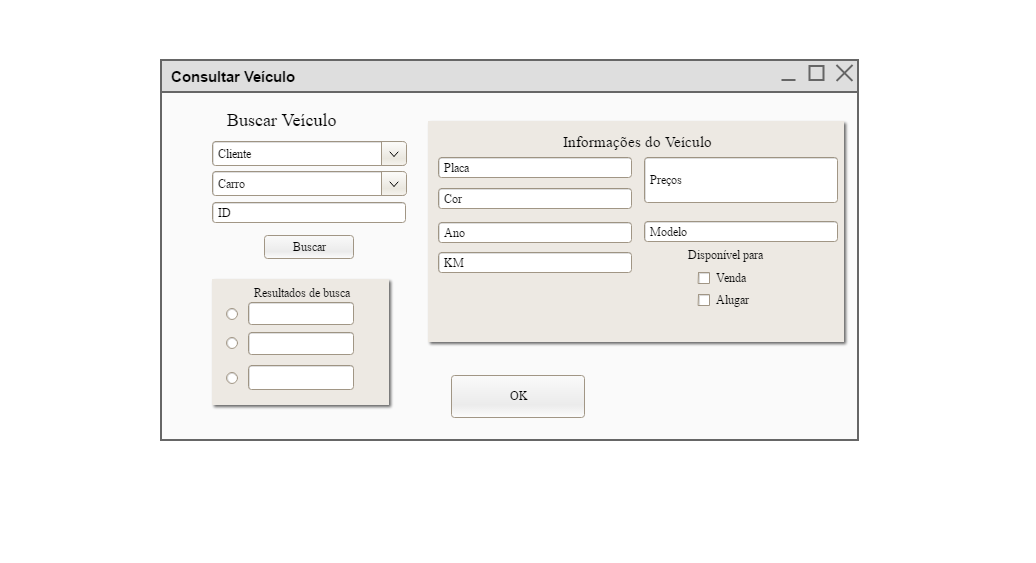 Consultar Veículo
Buscar Veículo
Cliente
Carro
ID
Buscar
Resultados de busca
Informações do Veículo
Placa
Preços
Cor
Ano
Modelo
KM
Disponível para
Venda
Alugar
OK